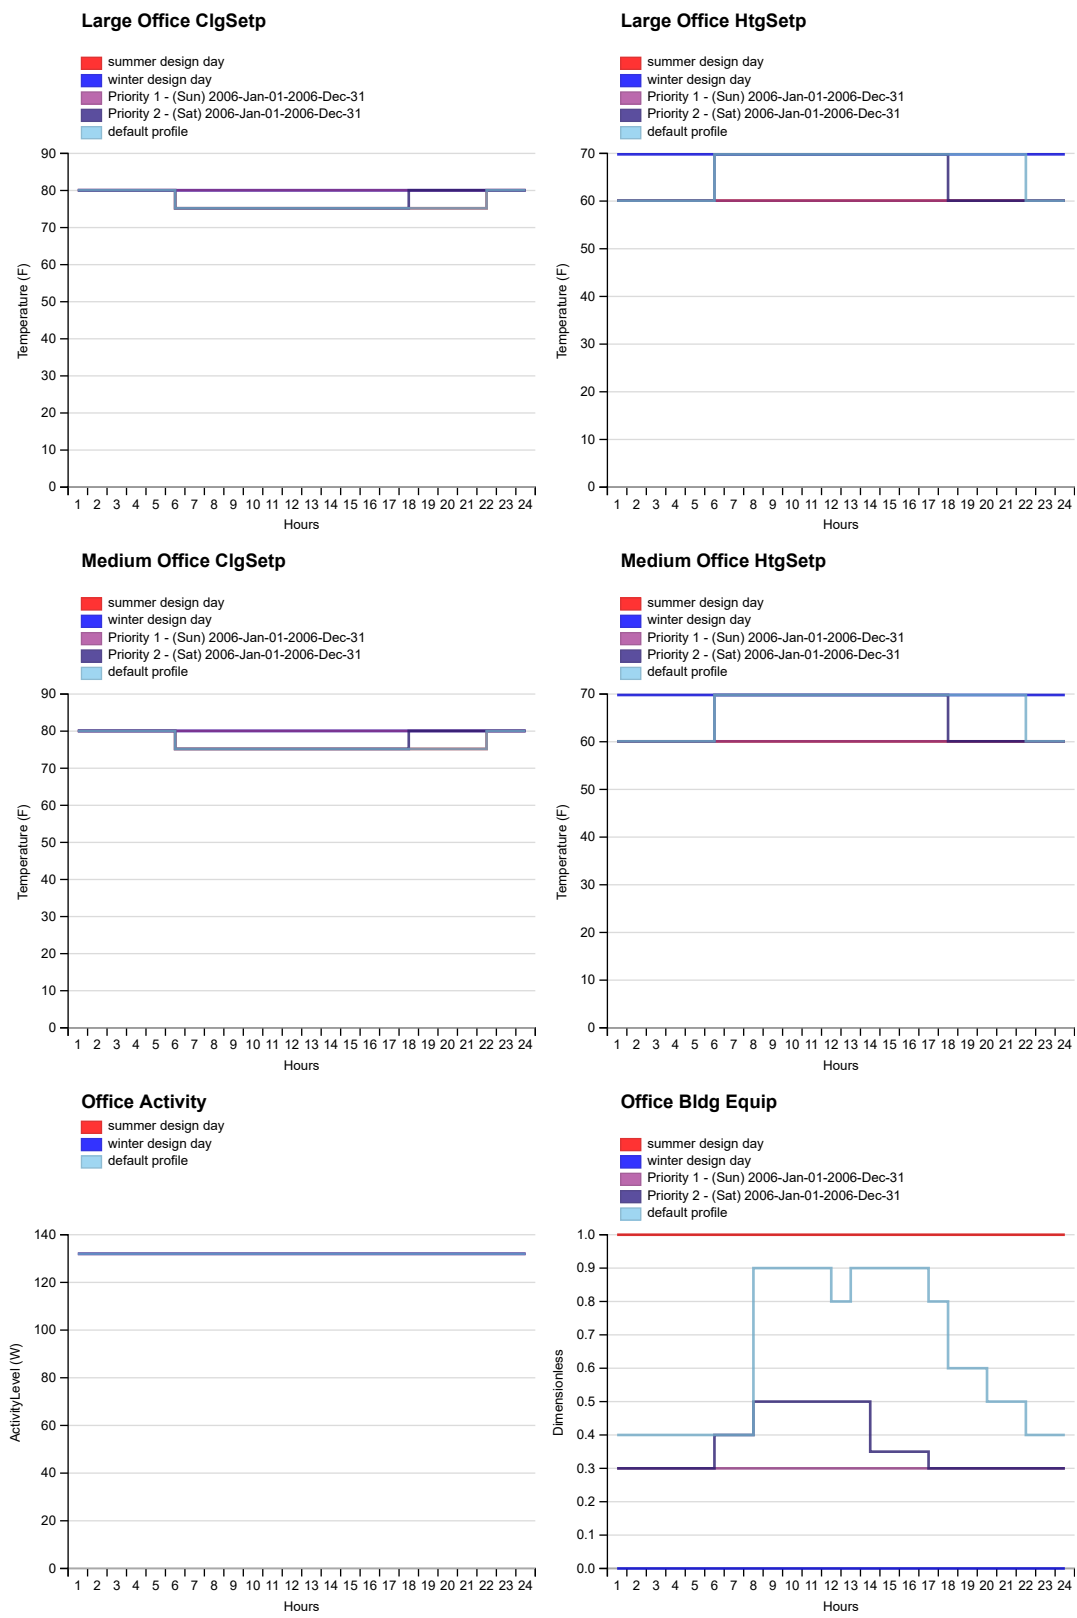 Large Office ClgSetp
summer design day
winter design day
Priority 1 - (Sun) 2006-Jan-01-2006-Dec-31
Priority 2 - (Sat) 2006-Jan-01-2006-Dec-31
default profile
90
80
70
60
50
40
30
20
10
0
Temperature (F)
1 2 3 4 5 6 7 8 9 10 11 12 13 14 15 16 17 18 19 20 21 22 23 24
Hours
Large Office HtgSetp
summer design day
winter design day
Priority 1 - (Sun) 2006-Jan-01-2006-Dec-31
Priority 2 - (Sat) 2006-Jan-01-2006-Dec-31
default profile
70
60
50
40
30
20
10
0
Temperature (F)
1 2 3 4 5 6 7 8 9 10 11 12 13 14 15 16 17 18 19 20 21 22 23 24
Hours
Medium Office ClgSetp
summer design day
winter design day
Priority 1 - (Sun) 2006-Jan-01-2006-Dec-31
Priority 2 - (Sat) 2006-Jan-01-2006-Dec-31
default profile
90
80
70
60
50
40
30
20
10
0
Temperature (F)
1 2 3 4 5 6 7 8 9 10 11 12 13 14 15 16 17 18 19 20 21 22 23 24
Hours
Medium Office HtgSetp
summer design day
winter design day
Priority 1 - (Sun) 2006-Jan-01-2006-Dec-31
Priority 2 - (Sat) 2006-Jan-01-2006-Dec-31
default profile
70
60
50
40
30
20
10
0
Temperature (F)
1 2 3 4 5 6 7 8 9 10 11 12 13 14 15 16 17 18 19 20 21 22 23 24
Hours
Office Activity
summer design day
winter design day
default profile
140
120
100
80
60
40
20
0
ActivityLevel (W)
1 2 3 4 5 6 7 8 9 10 11 12 13 14 15 16 17 18 19 20 21 22 23 24
Hours
Office Bldg Equip
summer design day
winter design day
Priority 1 - (Sun) 2006-Jan-01-2006-Dec-31
Priority 2 - (Sat) 2006-Jan-01-2006-Dec-31
default profile
1.0
0.9
0.8
0.7
0.6
0.5
0.4
0.3
0.2
0.1
0.0
Dimensionless
1 2 3 4 5 6 7 8 9 10 11 12 13 14 15 16 17 18 19 20 21 22 23 24
Hours